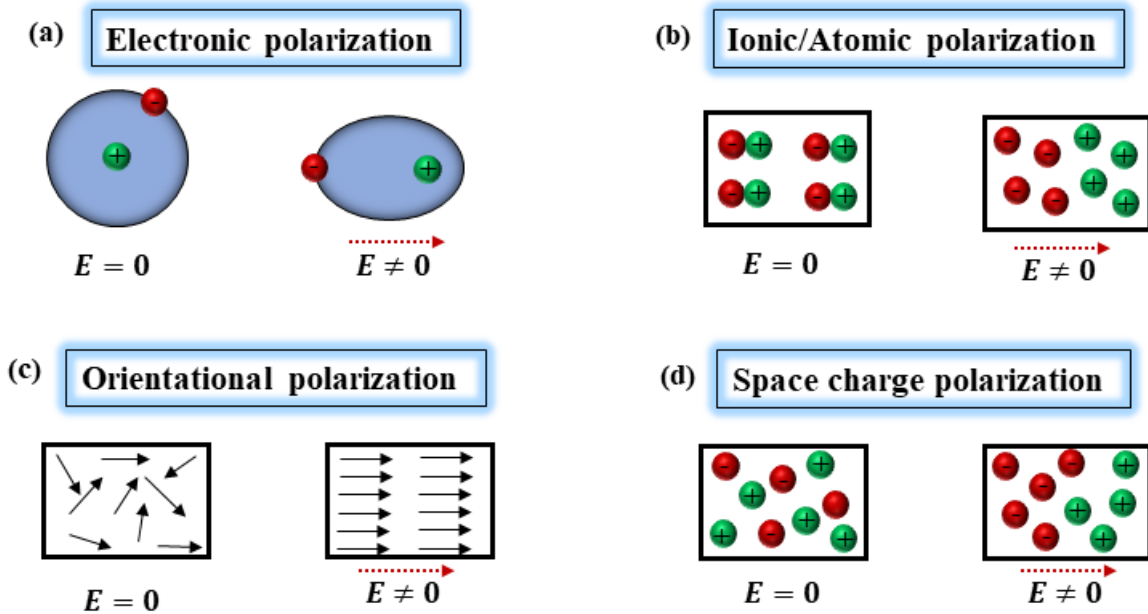 (a) Electronic polarization
(b) Ionic/Atomic polarization
E = 0
E ≠ 0
E = 0
E ≠ 0
(c) Orientational polarization
(d) Space charge polarization
E = 0
E ≠ 0
E = 0
E ≠ 0